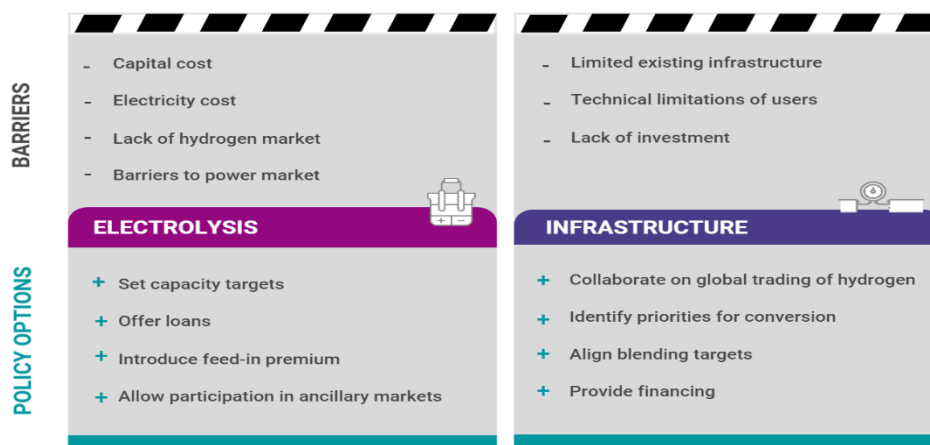 BARRIERS
- Capital cost
- Electricity cost
- Lack of hydrogen market
- Barriers to power market
ELECTROLYSIS
- Limited existing infrastructure
- Technical limitations of users
- Lack of investment
INFRASTRUCTURE
POLICY OPTIONS
+ Set capacity targets
+ Offer loans
+ Introduce feed-in premium
+ Allow participation in ancillary markets
+ Collaborate on global trading of hydrogen
+ Identify priorities for conversion
+ Align blending targets
+ Provide financing